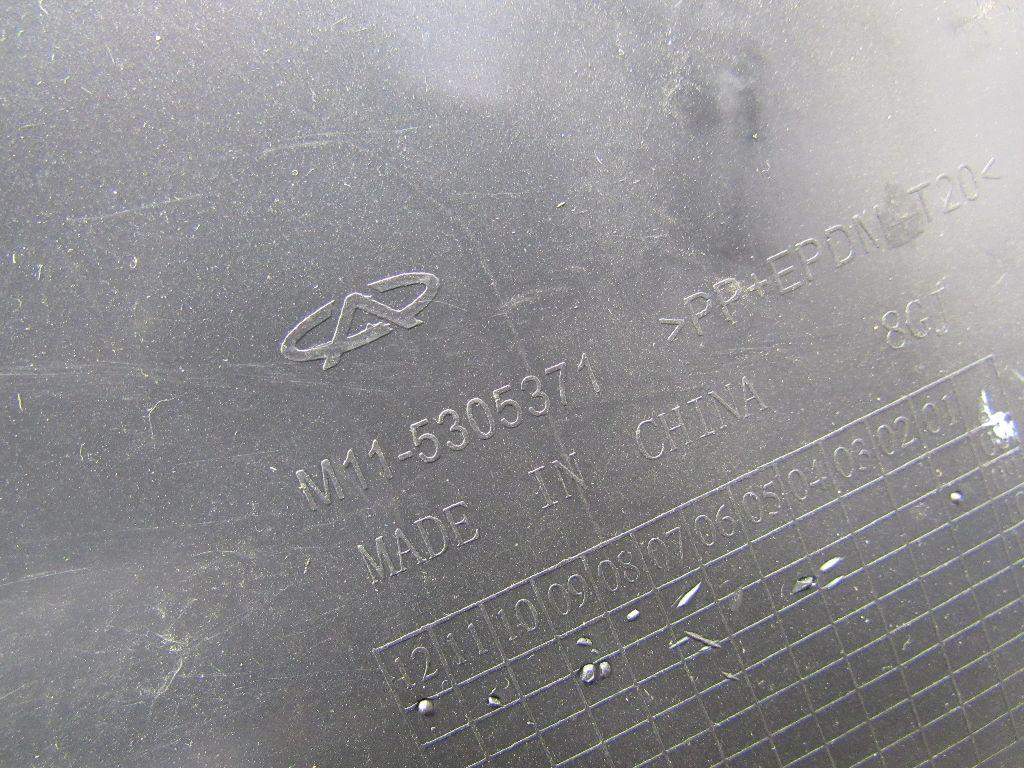 >PP+EPDM-T20<
8GJ
M11-5305371
MADE IN CHINA
12 11 10 09 08 07 06 05 04 03 02 01